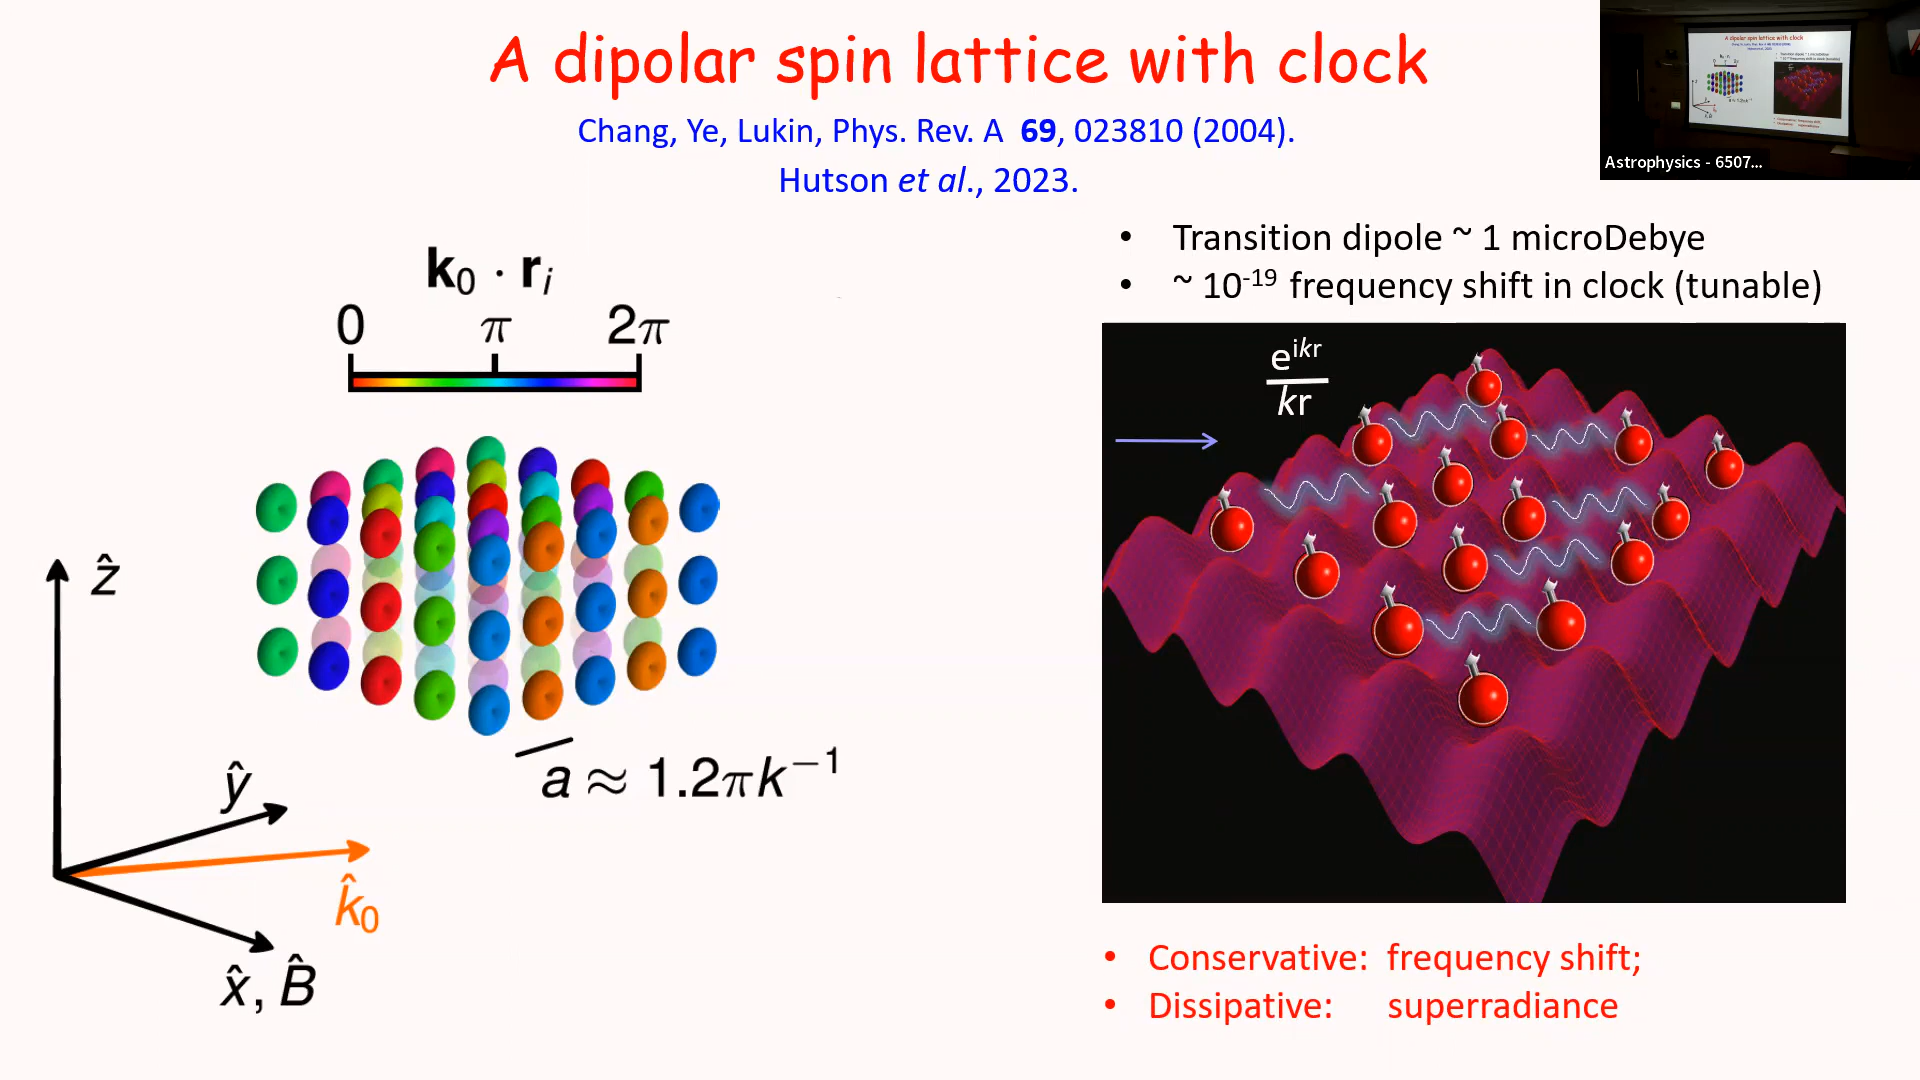 A dipolar spin lattice with clock
Chang, Ye, Lukin, Phys. Rev. A 69, 023810 (2004).
Hutson et al., 2023.
Astrophysics - 6507...
k₀ · rᵢ
0 π 2π
ẑ
ŷ
k̂₀
x̂, B̂
a ≈ 1.2πk⁻¹
• Transition dipole ~ 1 microDebye
• ~ 10⁻¹⁹ frequency shift in clock (tunable)
eⁱᵏʳ
kr
• Conservative: frequency shift;
• Dissipative: superradiance